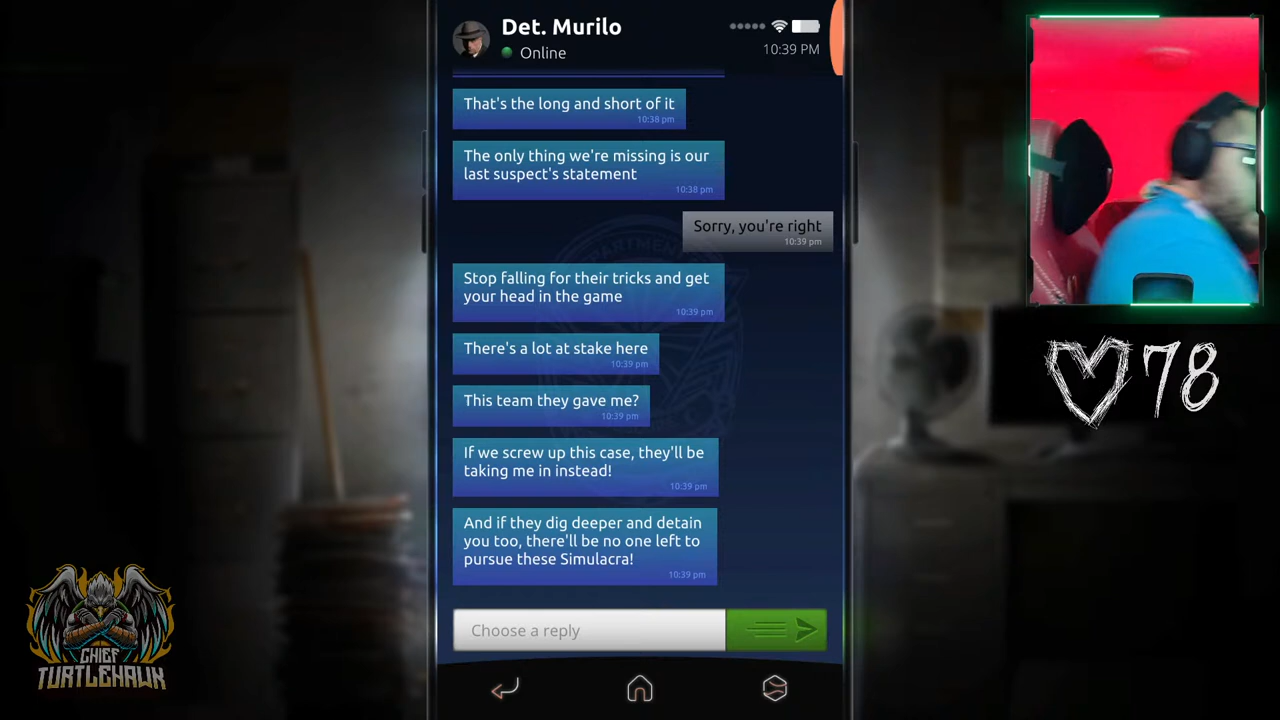 Det. Murilo
Online
10:39 PM
That's the long and short of it
10:38 pm
The only thing we're missing is our
last suspect's statement
10:38 pm
Sorry, you're right
10:39 pm
Stop falling for their tricks and get
your head in the game
10:39 pm
There's a lot at stake here
10:39 pm
This team they gave me?
10:39 pm
If we screw up this case, they'll be
taking me in instead!
10:39 pm
And if they dig deeper and detain
you too, there'll be no one left to
pursue these Simulacra!
10:39 pm
Choose a reply
78
CHIEF
TURTLEHAWK